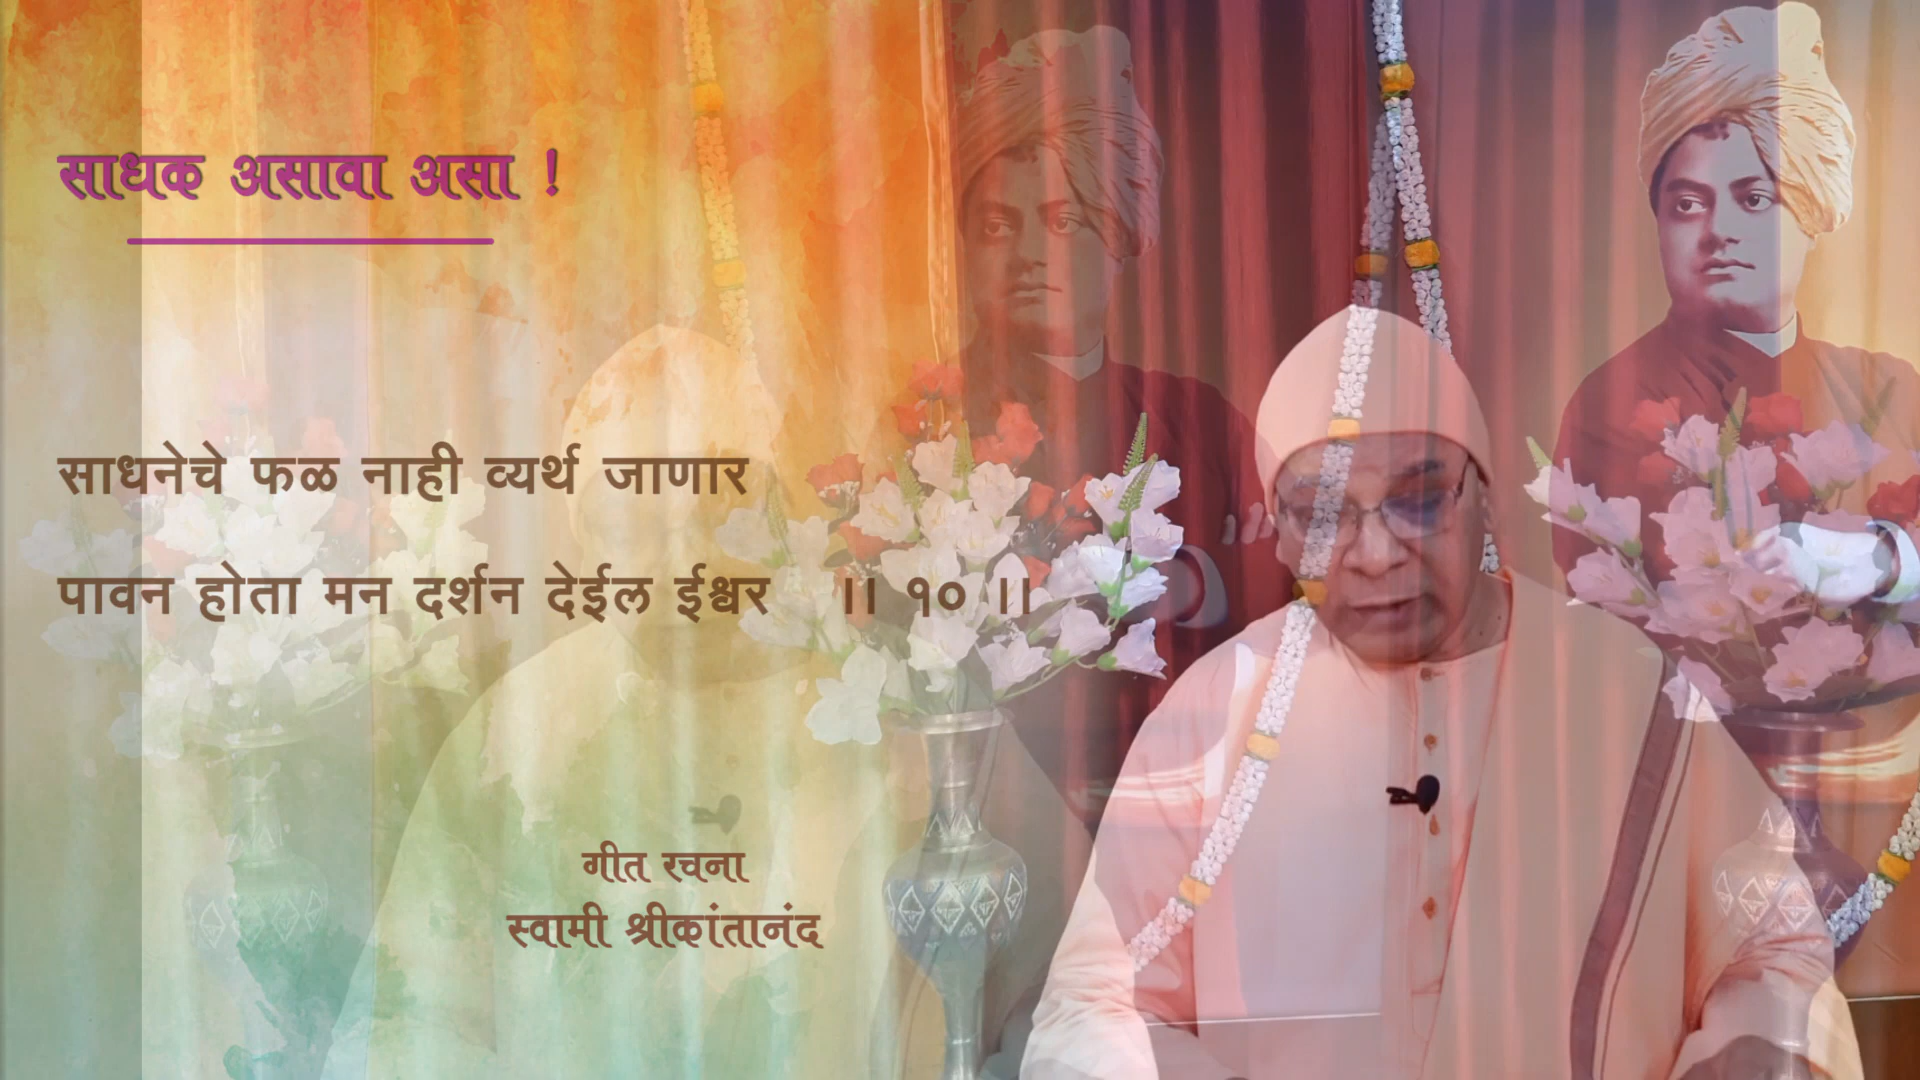 साधक असावा असा !
साधनेचे फळ नाही व्यर्थ जाणार
पावन होता मन दर्शन देईल ईश्वर ।। १० ।।
गीत रचना
स्वामी श्रीकांतानंद